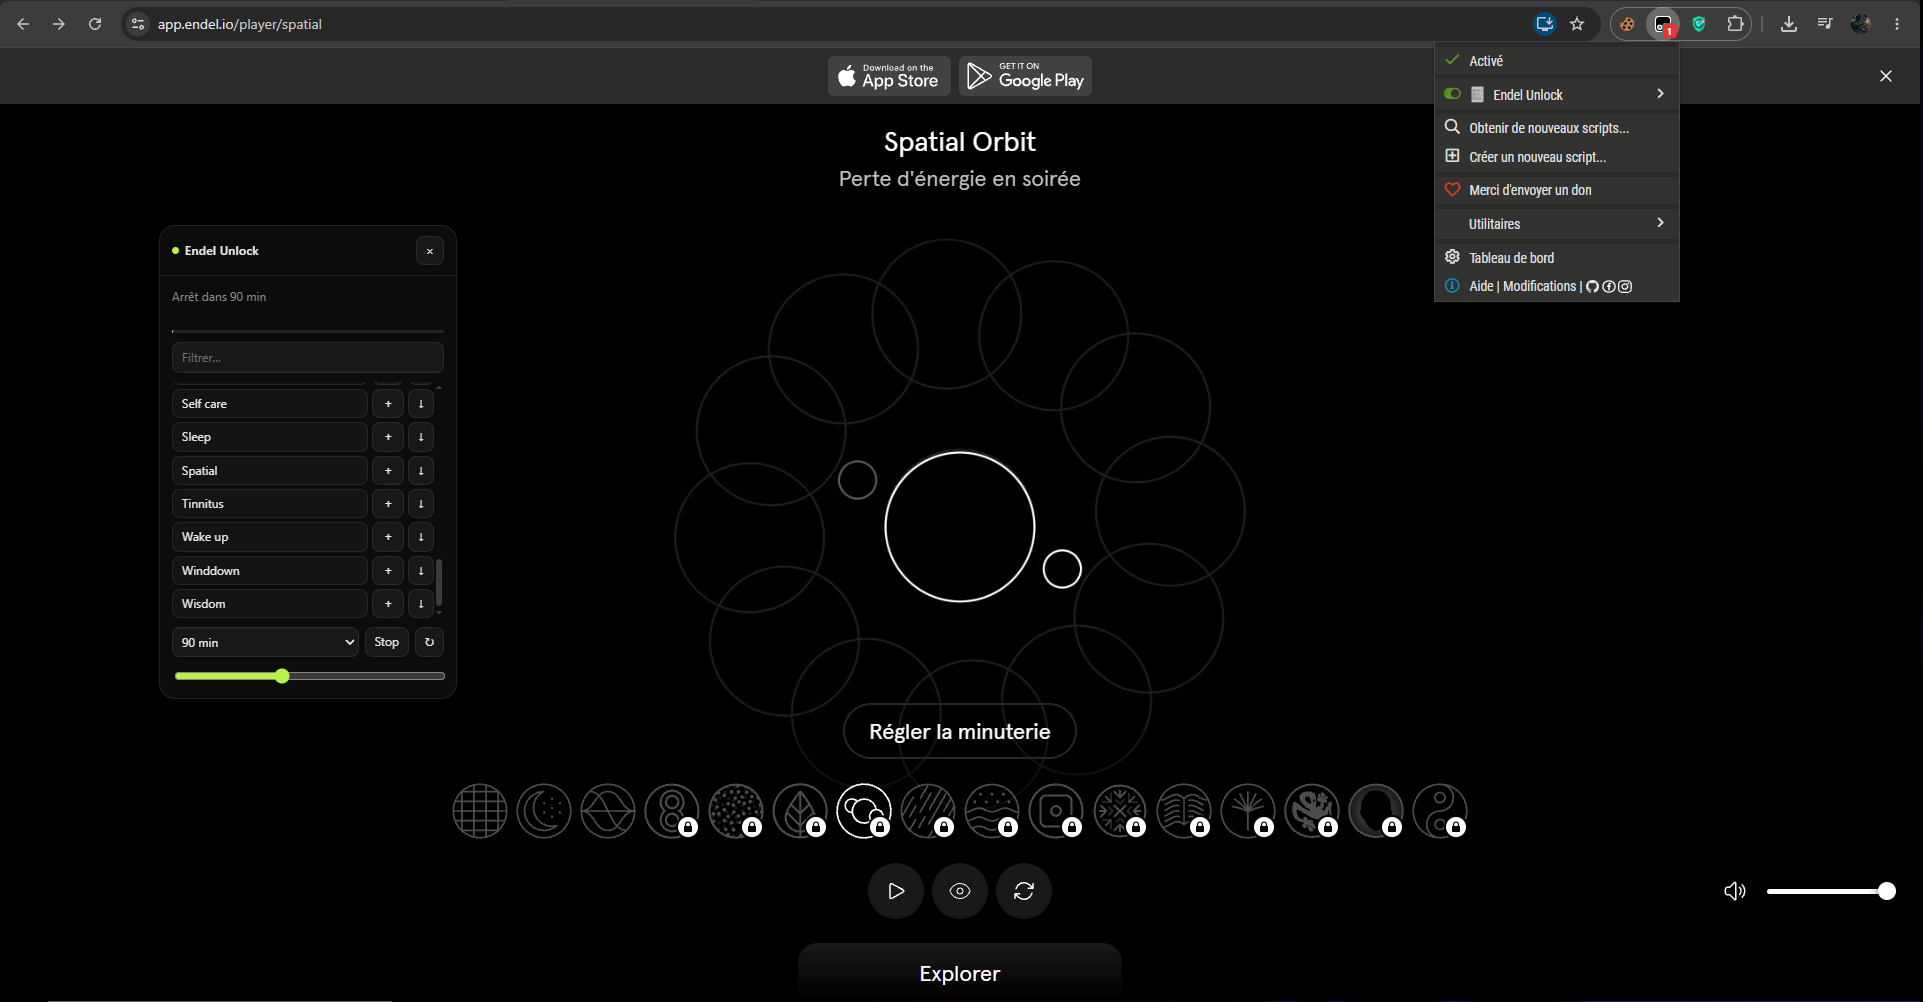 app.endel.io/player/spatial
1
Download on the
App Store
GET IT ON
Google Play
Activé
Endel Unlock
Obtenir de nouveaux scripts...
Créer un nouveau script...
Merci d'envoyer un don
Utilitaires
Tableau de bord
Aide | Modifications |
Spatial Orbit
Perte d'énergie en soirée
Endel Unlock
Arrêt dans 90 min
Filtrer...
Self care
Sleep
Spatial
Tinnitus
Wake up
Winddown
Wisdom
90 min
Stop
Régler la minuterie
Explorer